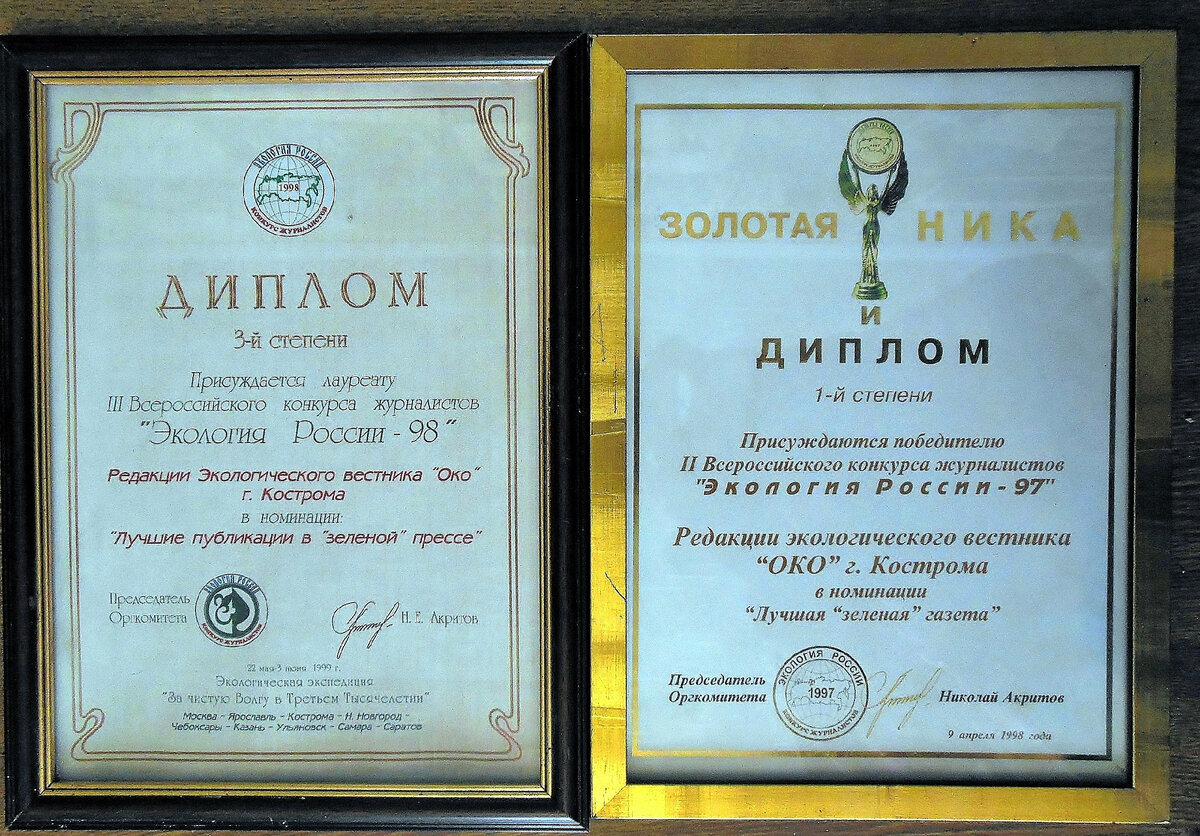 ЭКОЛОГИЯ РОССИИ
1998
КОНКУРС ЖУРНАЛИСТОВ
ДИПЛОМ
3-й степени
Присуждается лауреату
III Всероссийского конкурса журналистов
"Экология России - 98"
Редакции Экологического вестника "Око"
г. Кострома
в номинации:
"Лучшие публикации в "зеленой" прессе"
ЭКОЛОГИЯ РОССИИ
КОНКУРС ЖУРНАЛИСТОВ
Председатель
Оргкомитета
Н. Е. Акритов
22 мая-3 июня 1999 г.
Экологическая экспедиция
"За чистую Волгу в Третьем Тысячелетии"
Москва - Ярославль - Кострома - Н. Новгород -
Чебоксары - Казань - Ульяновск - Самара - Саратов
ЗОЛОТАЯ НИКА
И
ДИПЛОМ
1-й степени
Присуждаются победителю
II Всероссийского конкурса журналистов
"Экология России - 97"
Редакции экологического вестника
“ОКО” г. Кострома
в номинации
“Лучшая “зеленая” газета”
Председатель
Оргкомитета
ЭКОЛОГИЯ РОССИИ
1997
КОНКУРС ЖУРНАЛИСТОВ
Николай Акритов
9 апреля 1998 года